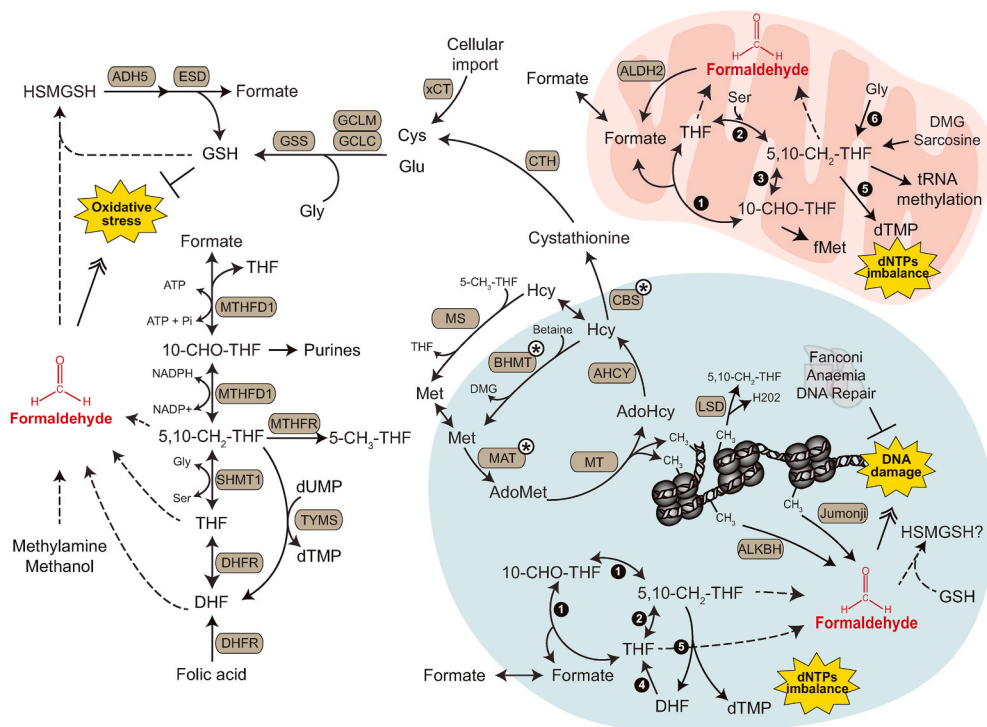 Cellular
import
xCT
ADH5
ESD
HSMGSH
Formate
GCLM
GCLC
GSS
GSH
Cys
Glu
Gly
CTH
Oxidative
stress
Formate
THF
ATP
MTHFD1
ATP + Pi
10-CHO-THF
Purines
NADPH
MTHFD1
NADP+
H
H
O
Formaldehyde
5,10-CH2-THF
MTHFR
5-CH3-THF
Gly
SHMT1
Ser
THF
dUMP
TYMS
dTMP
Methylamine
Methanol
DHFR
DHF
DHFR
Folic acid
O
H
H
Formaldehyde
ALDH2
Formate
Formate
THF
Ser
2
Gly
6
DMG
Sarcosine
5,10-CH2-THF
3
5
tRNA
methylation
1
10-CHO-THF
fMet
dTMP
dNTPs
imbalance
Cystathionine
5-CH3-THF
Hcy
CBS
*
MS
Hcy
Betaine
THF
BHMT
*
DMG
AHCY
Met
Met
AdoHcy
MAT
*
MT
AdoMet
5,10-CH2-THF
H202
LSD
CH3
CH3
CH3
CH3
CH3
Fanconi
Anaemia
DNA Repair
DNA
damage
Jumonji
ALKBH
HSMGSH?
GSH
O
H
H
Formaldehyde
10-CHO-THF
1
5,10-CH2-THF
1
2
THF
5
Formate
Formate
4
DHF
dTMP
dNTPs
imbalance